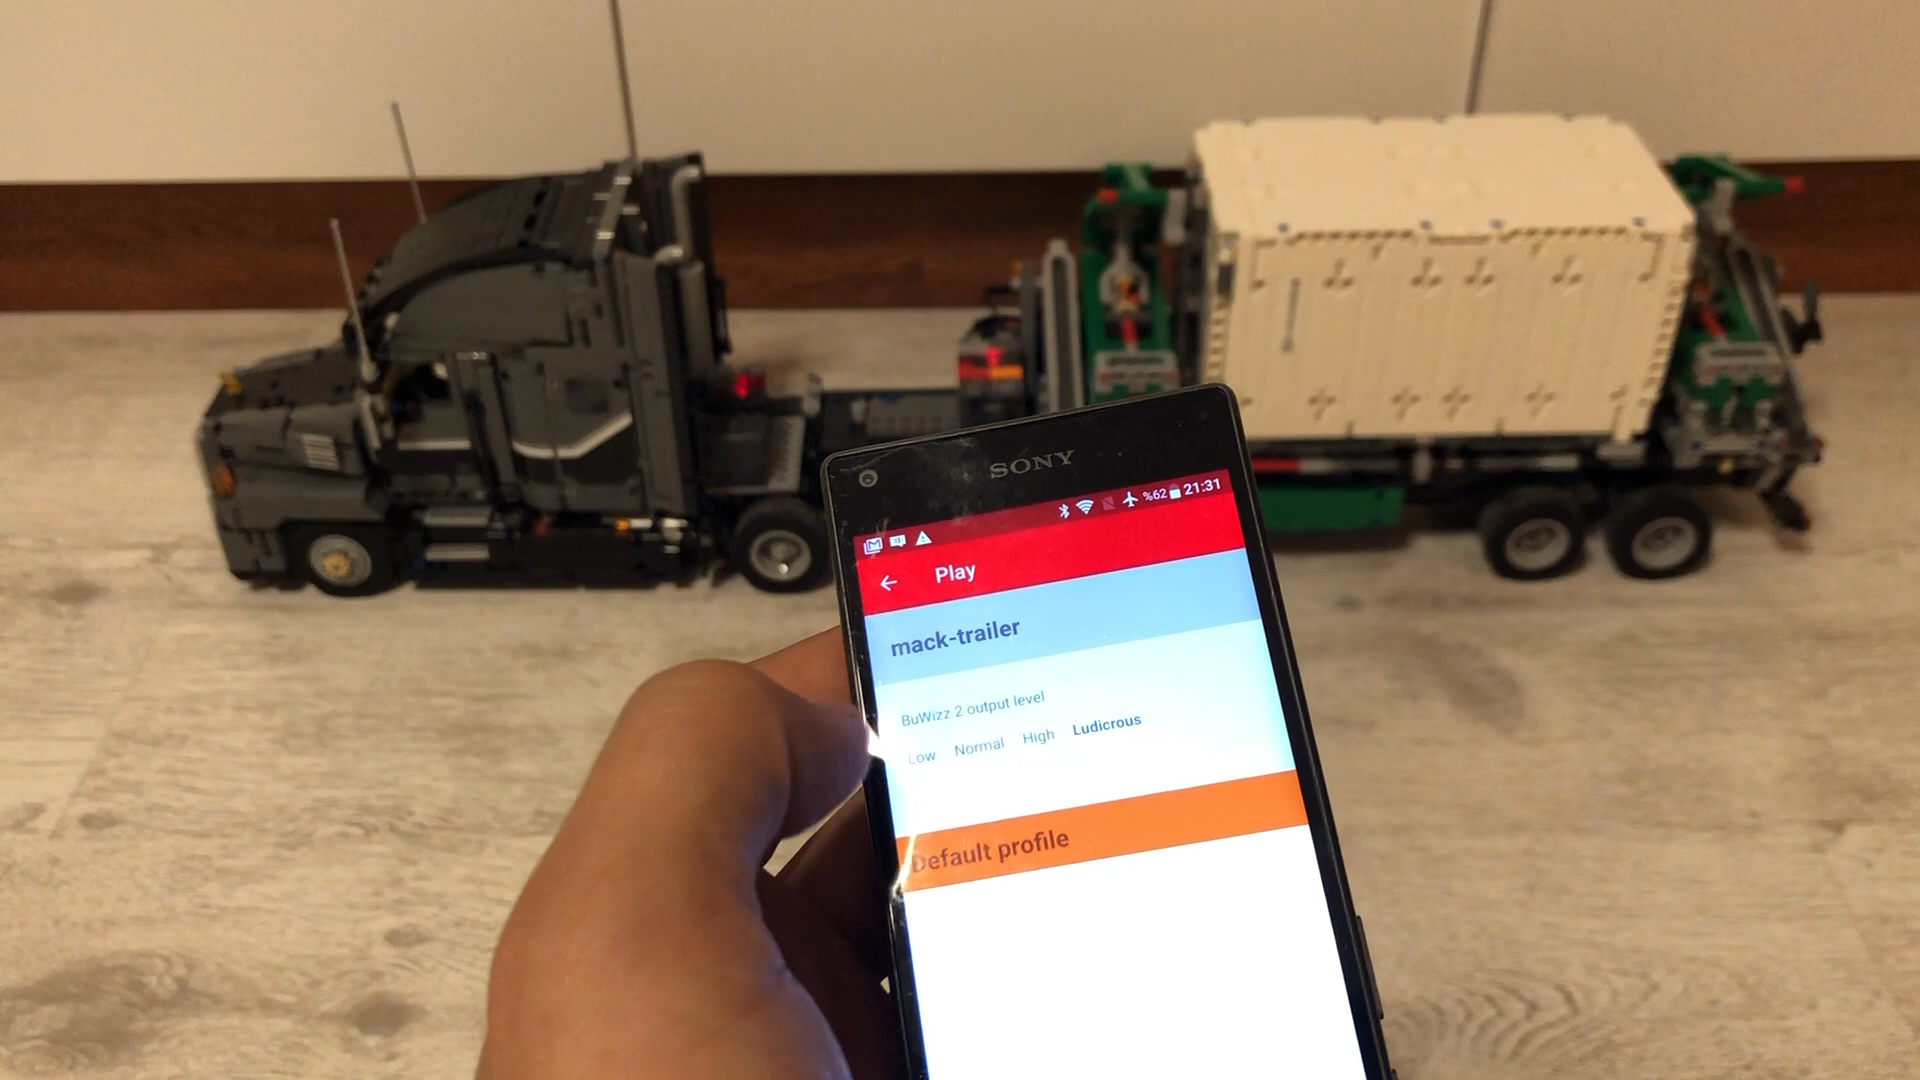 SONY
%62 21:31
Play
mack-trailer
BuWizz 2 output level
Low Normal High Ludicrous
Default profile